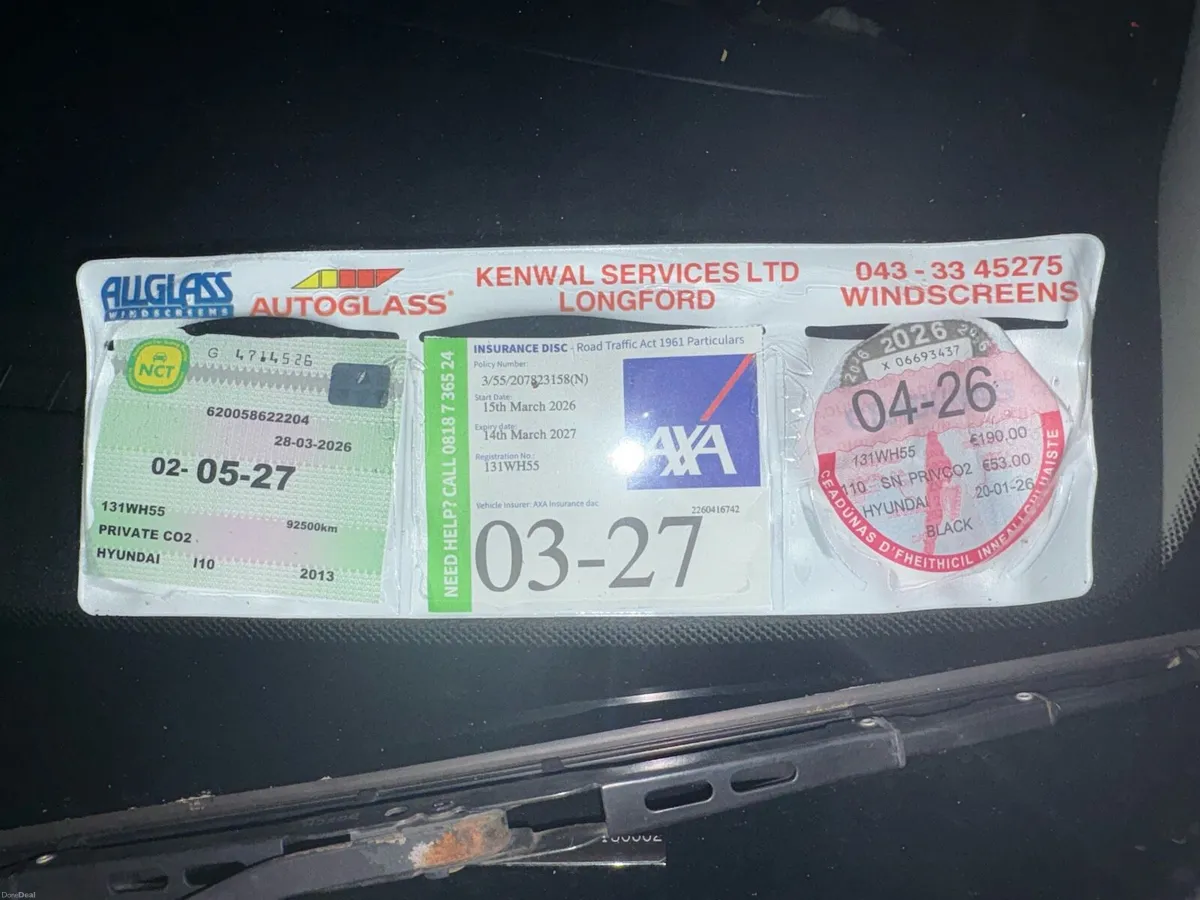 ALLGLASS
WINDSCREENS
AUTOGLASS
KENWAL SERVICES LTD
LONGFORD
043 - 33 45275
WINDSCREENS
NCT
G 4714526
620058622204
28-03-2026
02- 05-27
131WH55
92500km
PRIVATE CO2
HYUNDAI I10
2013
NEED HELP? CALL 0818 7 365 24
INSURANCE DISC - Road Traffic Act 1961 Particulars
Policy Number:
3/55/207823158(N)
Start Date:
15th March 2026
Expiry date:
14th March 2027
Registration No.:
131WH55
AXA
Vehicle Insurer AXA Insurance dac
2260416742
03-27
2026 2026 2026
X 06693437
04-26
131WH55 €190.00
I10 - SN PRIVCO2 €53.00
HYUNDAI 20-01-26
BLACK
CEADÚNAS D'FHEITHICIL INNEALLGHLUAISTE
DoneDeal